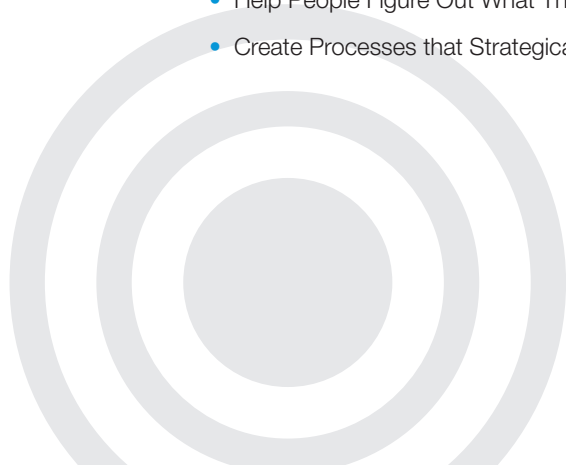 • Help People Figure Out What
• Create Processes that